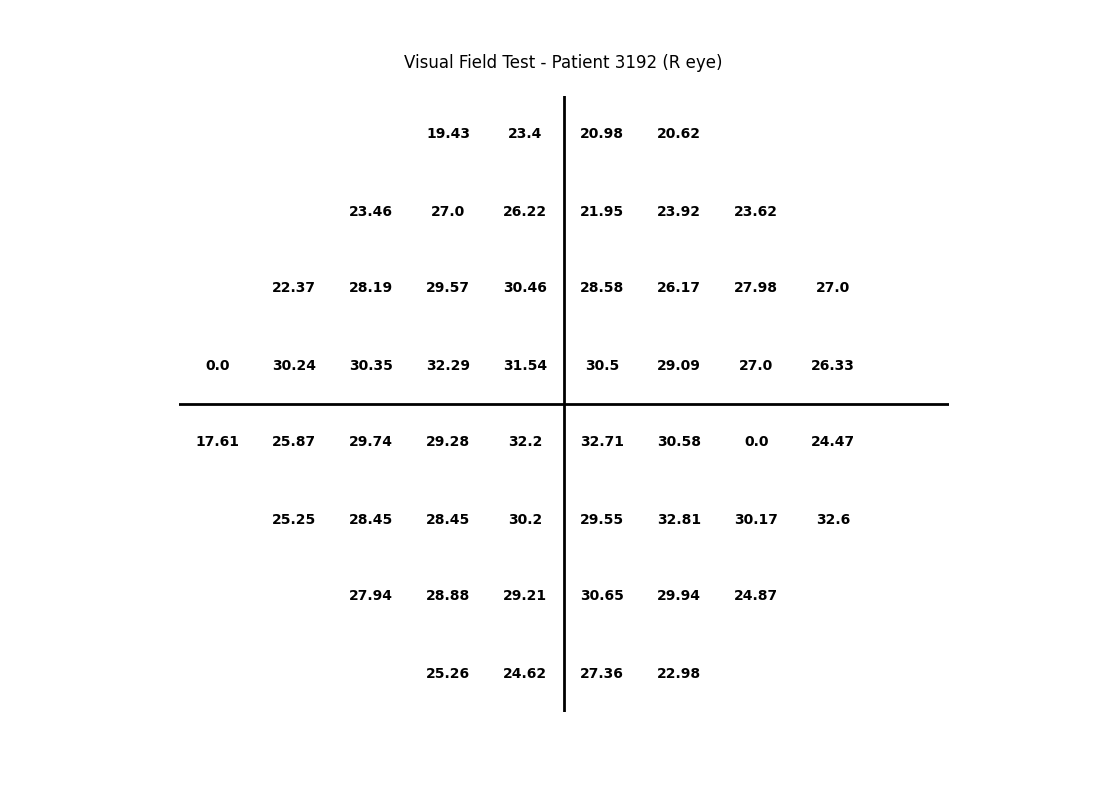 Visual Field Test - Patient 3192 (R eye)
19.43 23.4 20.98 20.62
23.46 27.0 26.22 21.95 23.92 23.62
22.37 28.19 29.57 30.46 28.58 26.17 27.98 27.0
0.0 30.24 30.35 32.29 31.54 30.5 29.09 27.0 26.33
17.61 25.87 29.74 29.28 32.2 32.71 30.58 0.0 24.47
25.25 28.45 28.45 30.2 29.55 32.81 30.17 32.6
27.94 28.88 29.21 30.65 29.94 24.87
25.26 24.62 27.36 22.98